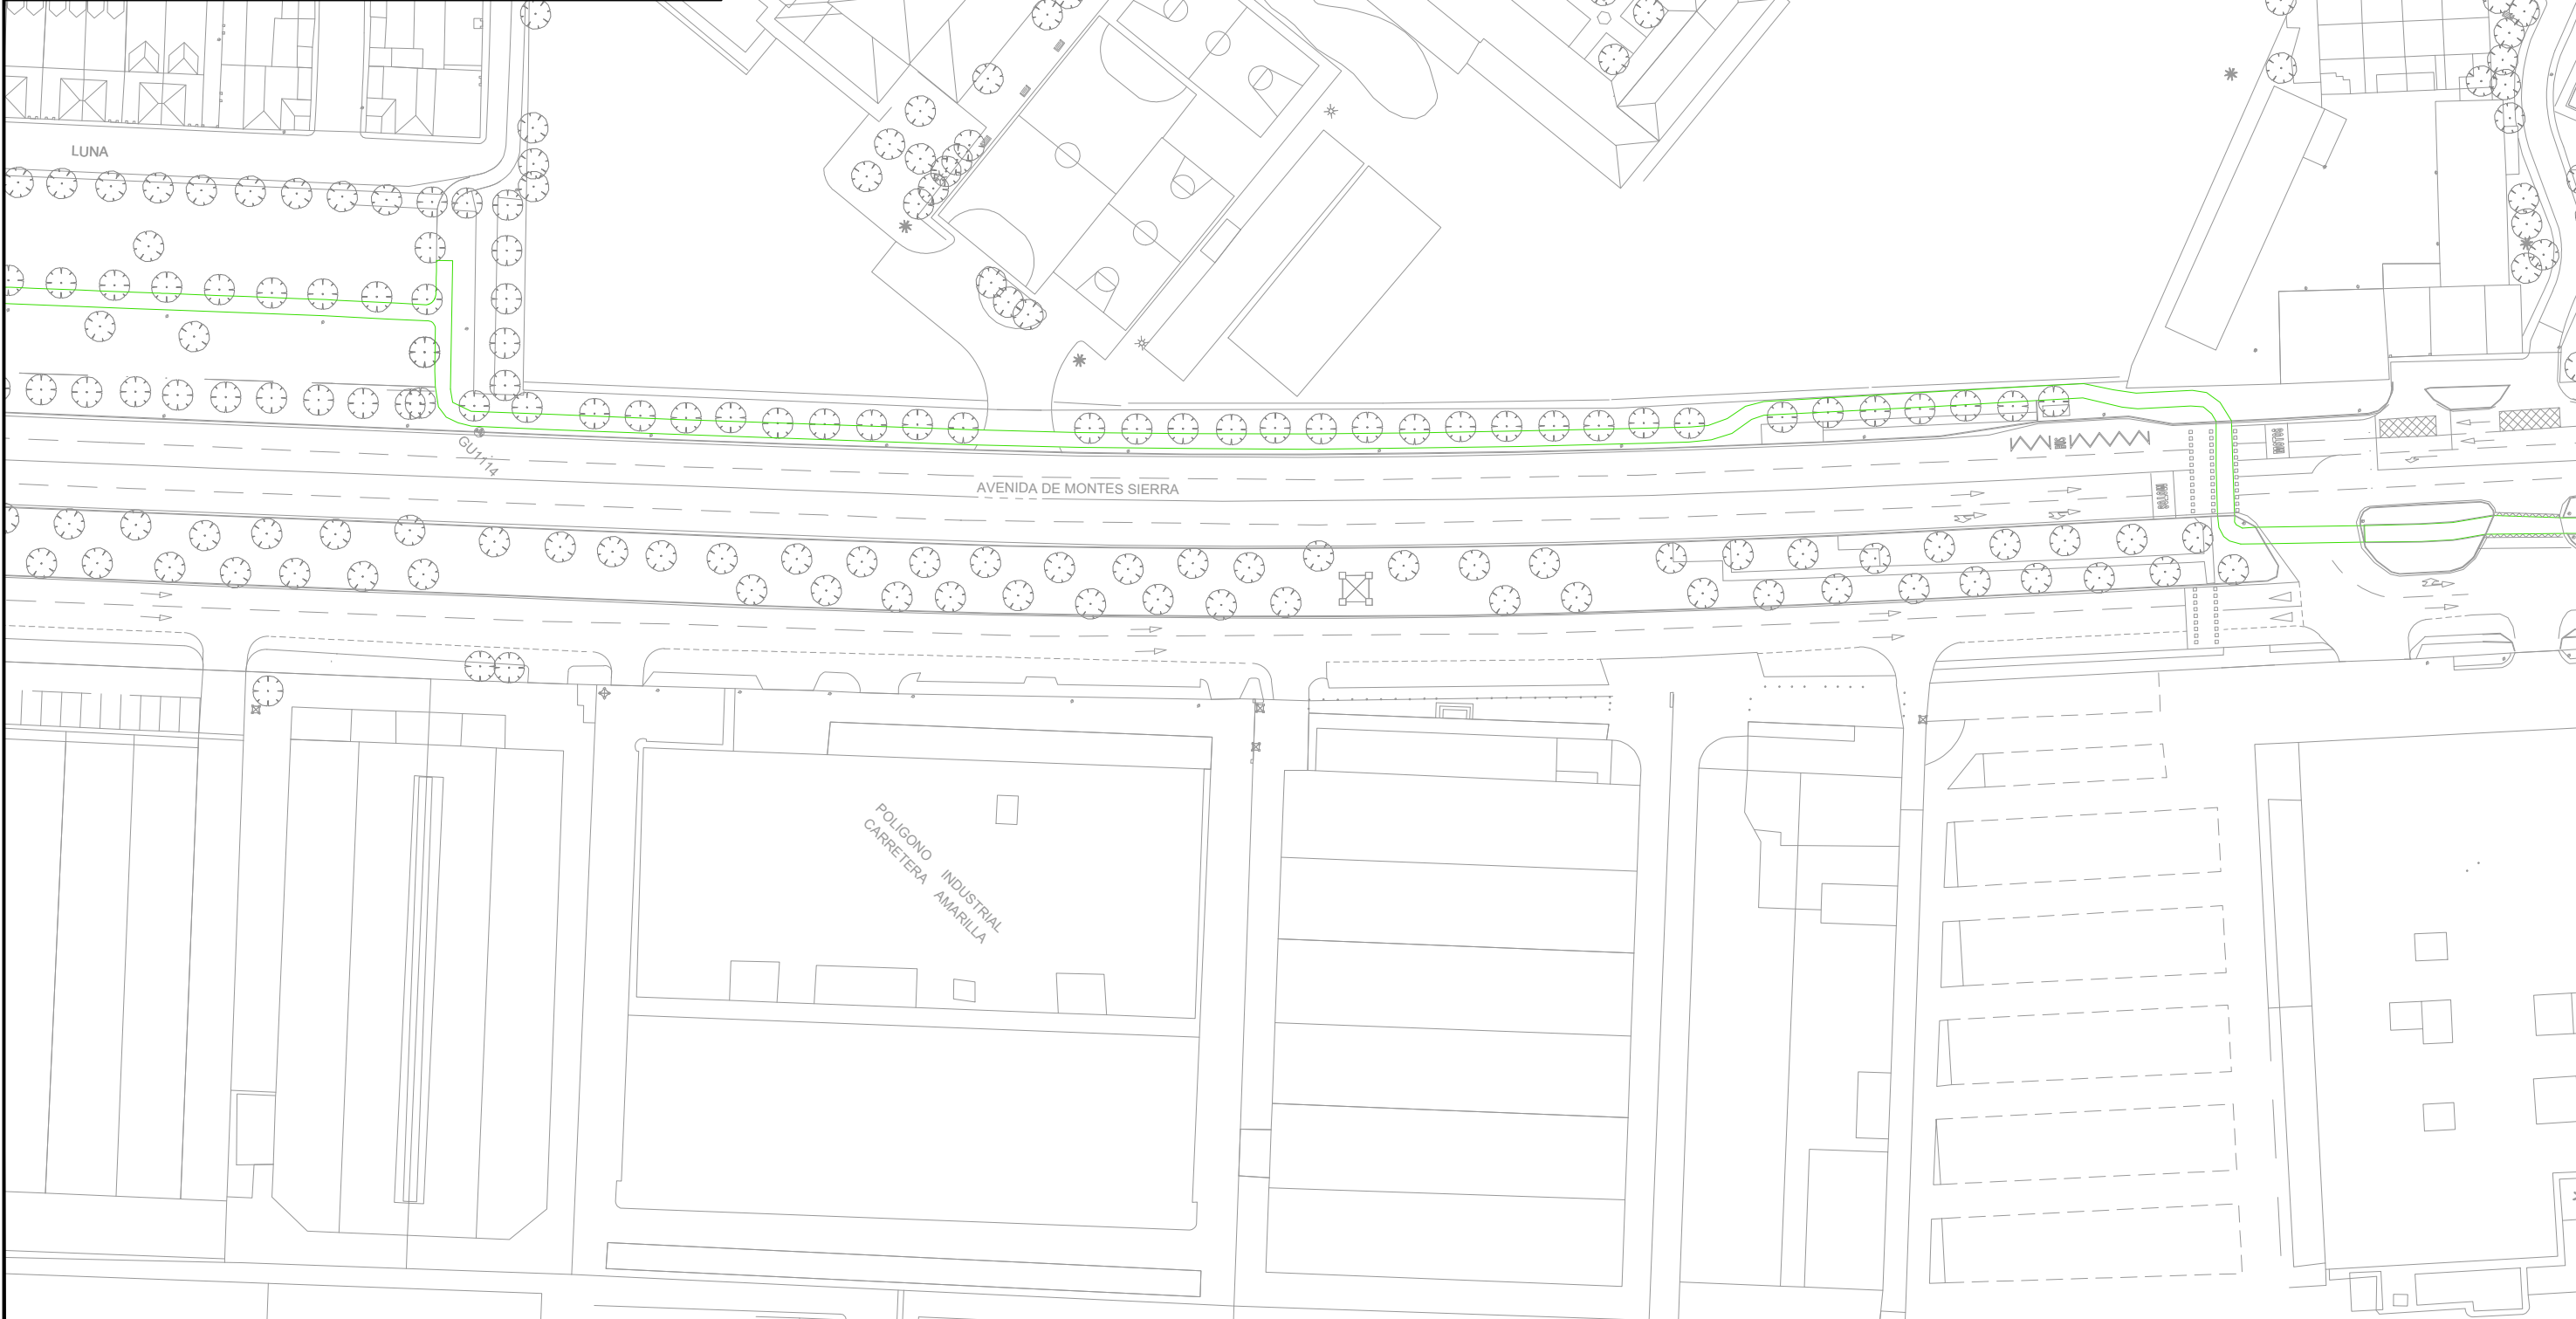 LUNA
GU1114
AVENIDA DE MONTES SIERRA
POLIGONO INDUSTRIAL
CARRETERA AMARILLA